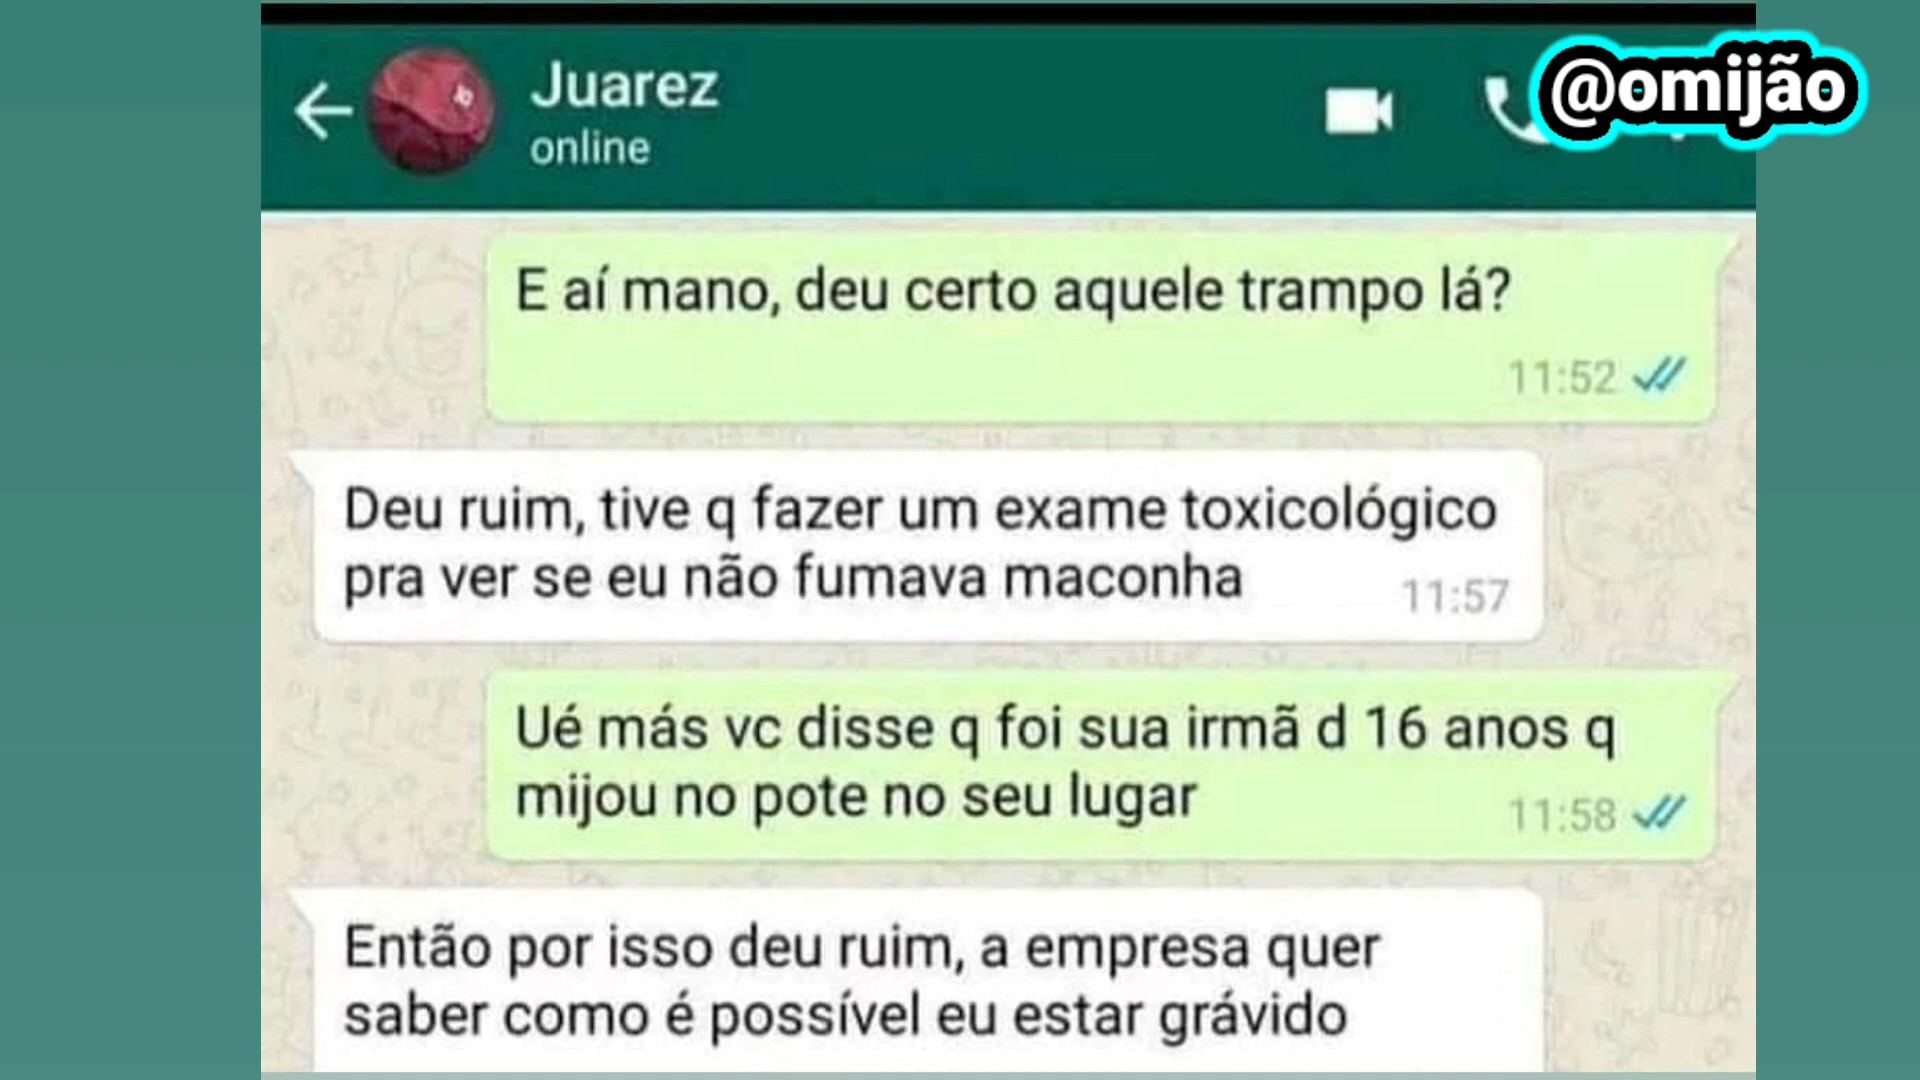 Juarez
online
@omijão
E aí mano, deu certo aquele trampo lá?
11:52
Deu ruim, tive q fazer um exame toxicológico
pra ver se eu não fumava maconha
11:57
Ué más vc disse q foi sua irmã d 16 anos q
mijou no pote no seu lugar
11:58
Então por isso deu ruim, a empresa quer
saber como é possível eu estar grávido